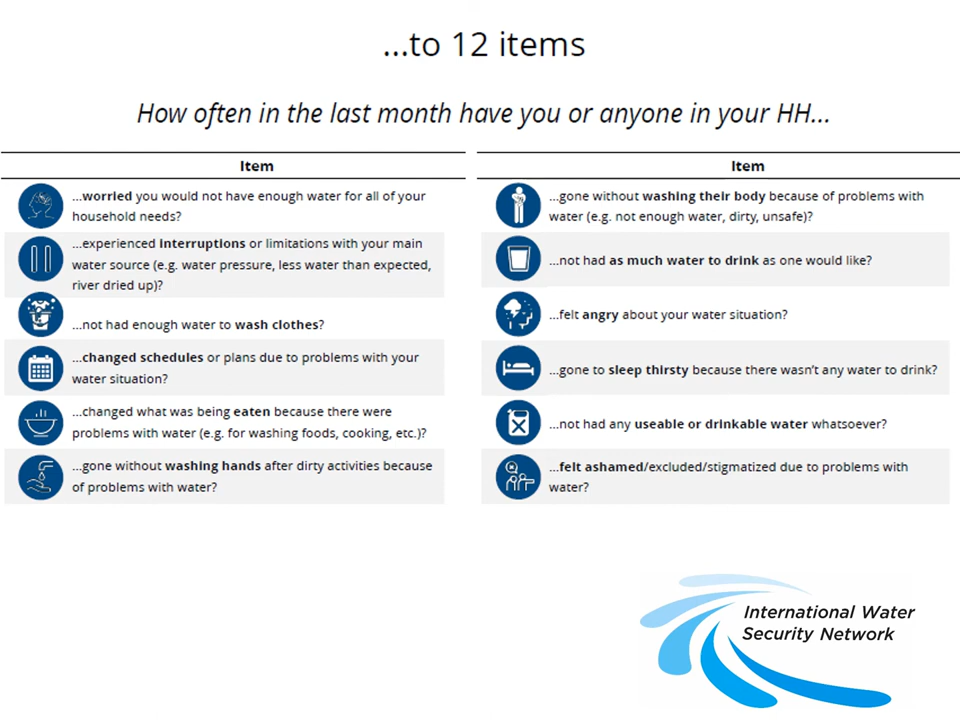 ...to 12 items
How often in the last month have you or anyone in your HH...
Item
...worried you would not have enough water for all of your
household needs?
...experienced interruptions or limitations with your main
water source (e.g. water pressure, less water than expected,
river dried up)?
...not had enough water to wash clothes?
...changed schedules or plans due to problems with your
water situation?
...changed what was being eaten because there were
problems with water (e.g. for washing foods, cooking, etc.)?
...gone without washing hands after dirty activities because
of problems with water?
Item
...gone without washing their body because of problems with
water (e.g. not enough water, dirty, unsafe)?
...not had as much water to drink as one would like?
...felt angry about your water situation?
...gone to sleep thirsty because there wasn't any water to drink?
...not had any useable or drinkable water whatsoever?
...felt ashamed/excluded/stigmatized due to problems with
water?
International Water
Security Network